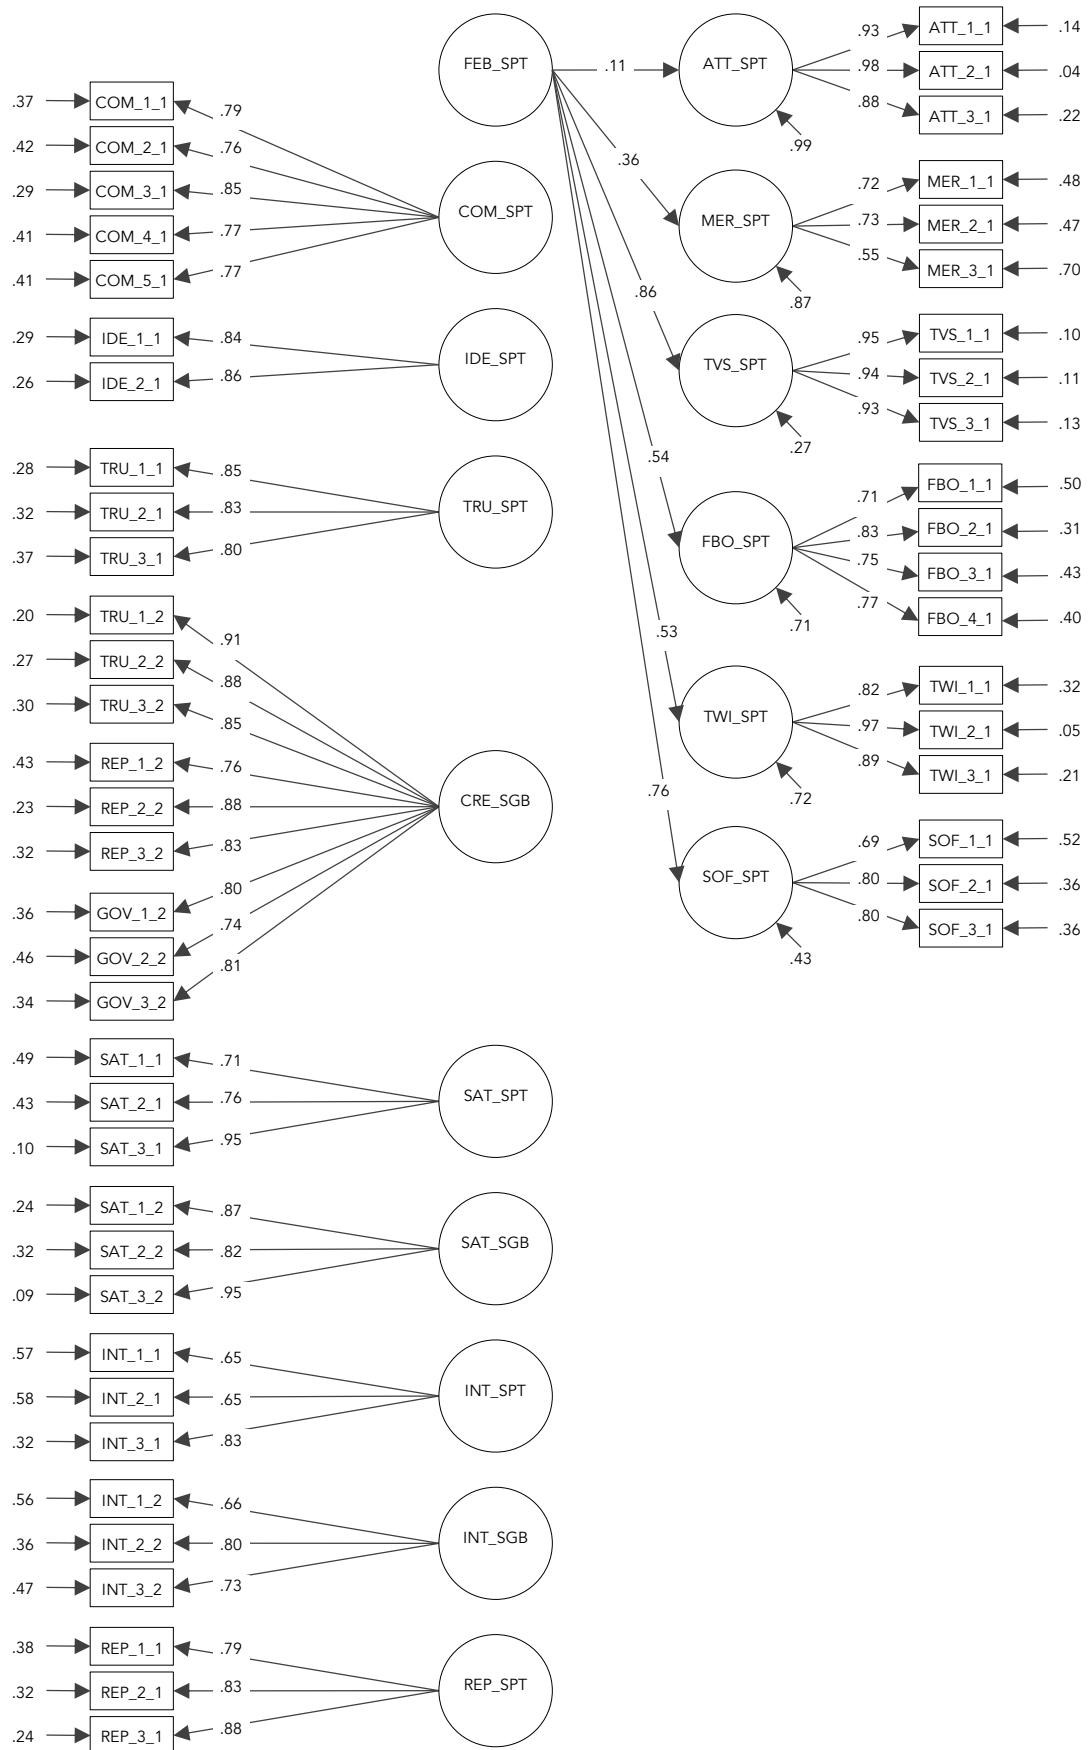 FEB_SPT
.11
ATT_SPT
.99
.93 ATT_1_1 .14
.98 ATT_2_1 .04
.88 ATT_3_1 .22
.37 COM_1_1 .79
.42 COM_2_1 .76
.29 COM_3_1 .85
.41 COM_4_1 .77
.41 COM_5_1 .77
COM_SPT
.36
MER_SPT
.87
.72 MER_1_1 .48
.73 MER_2_1 .47
.55 MER_3_1 .70
.29 IDE_1_1 .84
.26 IDE_2_1 .86
IDE_SPT
.86
TVS_SPT
.27
.95 TVS_1_1 .10
.94 TVS_2_1 .11
.93 TVS_3_1 .13
.28 TRU_1_1 .85
.32 TRU_2_1 .83
.37 TRU_3_1 .80
TRU_SPT
.54
FBO_SPT
.71
.71 FBO_1_1 .50
.83 FBO_2_1 .31
.75 FBO_3_1 .43
.77 FBO_4_1 .40
.20 TRU_1_2 .91
.27 TRU_2_2 .88
.30 TRU_3_2 .85
.43 REP_1_2 .76
.23 REP_2_2 .88
.32 REP_3_2 .83
.36 GOV_1_2 .80
.46 GOV_2_2 .74
.34 GOV_3_2 .81
CRE_SGB
.53
TWI_SPT
.72
.82 TWI_1_1 .32
.97 TWI_2_1 .05
.89 TWI_3_1 .21
.76
SOF_SPT
.43
.69 SOF_1_1 .52
.80 SOF_2_1 .36
.80 SOF_3_1 .36
.49 SAT_1_1 .71
.43 SAT_2_1 .76
.10 SAT_3_1 .95
SAT_SPT
.24 SAT_1_2 .87
.32 SAT_2_2 .82
.09 SAT_3_2 .95
SAT_SGB
.57 INT_1_1 .65
.58 INT_2_1 .65
.32 INT_3_1 .83
INT_SPT
.56 INT_1_2 .66
.36 INT_2_2 .80
.47 INT_3_2 .73
INT_SGB
.38 REP_1_1 .79
.32 REP_2_1 .83
.24 REP_3_1 .88
REP_SPT